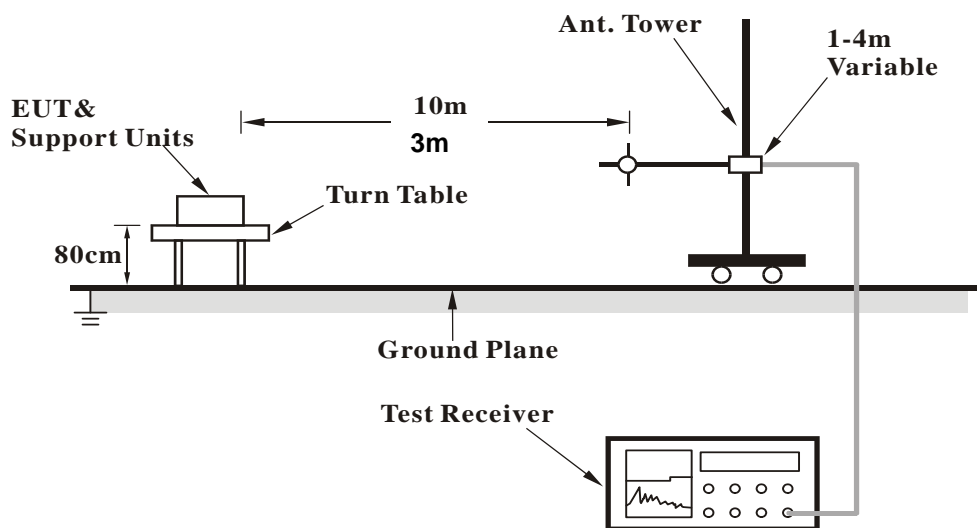 Ant. Tower
1-4m
Variable
EUT&
Support Units
10m
3m
Turn Table
80cm
Ground Plane
Test Receiver